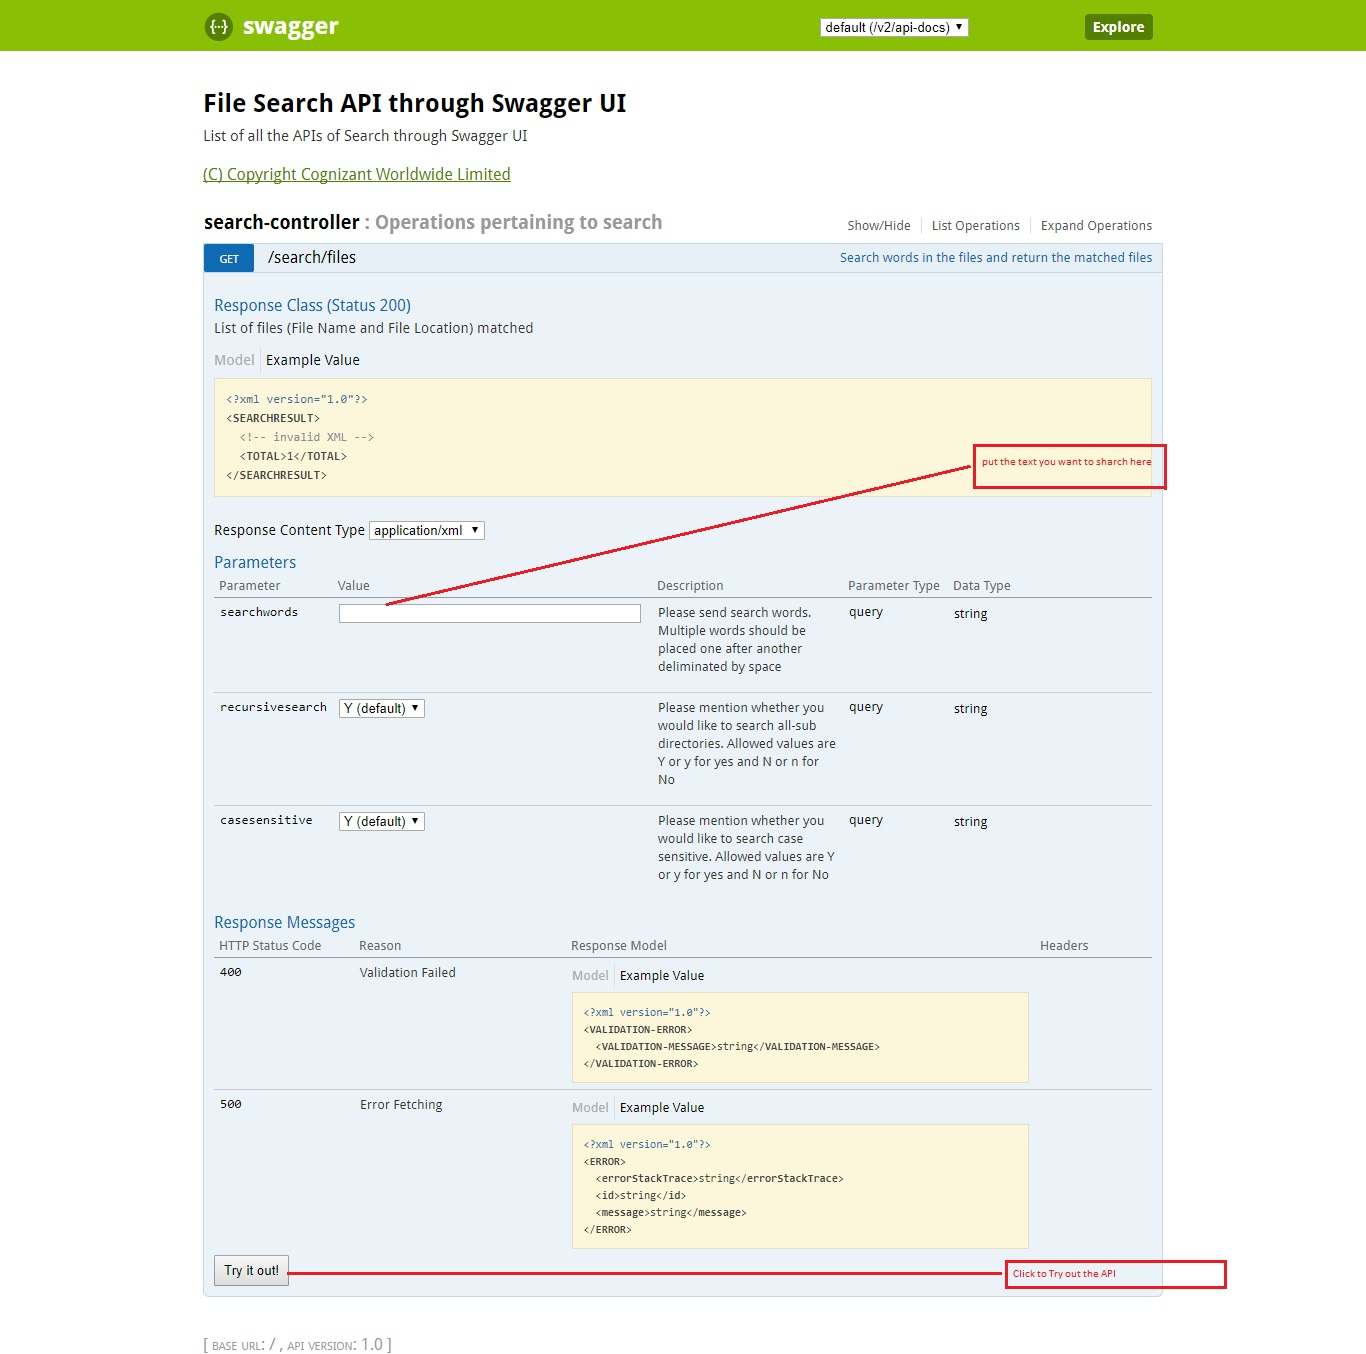 {···} swagger
default (/v2/api-docs) ▼
Explore
File Search API through Swagger UI
List of all the APIs of Search through Swagger UI
(C) Copyright Cognizant Worldwide Limited
search-controller : Operations pertaining to search
Show/Hide
List Operations
Expand Operations
GET
/search/files
Search words in the files and return the matched files
Response Class (Status 200)
List of files (File Name and File Location) matched
Model
Example Value
<?xml version="1.0"?>
<SEARCHRESULT>
<!-- invalid XML -->
<TOTAL>1</TOTAL>
</SEARCHRESULT>
put the text you want to sharch here
Response Content Type application/xml ▼
Parameters
Parameter Value Description Parameter Type Data Type
searchwords
Please send search words.
Multiple words should be
placed one after another
deliminated by space
query
string
recursivesearch
Y (default) ▼
Please mention whether you
would like to search all-sub
directories. Allowed values are
Y or y for yes and N or n for
No
query
string
casesensitive
Y (default) ▼
Please mention whether you
would like to search case
sensitive. Allowed values are Y
or y for yes and N or n for No
query
string
Response Messages
HTTP Status Code Reason Response Model Headers
400
Validation Failed
Model
Example Value
<?xml version="1.0"?>
<VALIDATION-ERROR>
<VALIDATION-MESSAGE>string</VALIDATION-MESSAGE>
</VALIDATION-ERROR>
500
Error Fetching
Model
Example Value
<?xml version="1.0"?>
<ERROR>
<errorStackTrace>string</errorStackTrace>
<id>string</id>
<message>string</message>
</ERROR>
Try it out!
Click to Try out the API
[ BASE URL: / , API VERSION: 1.0 ]